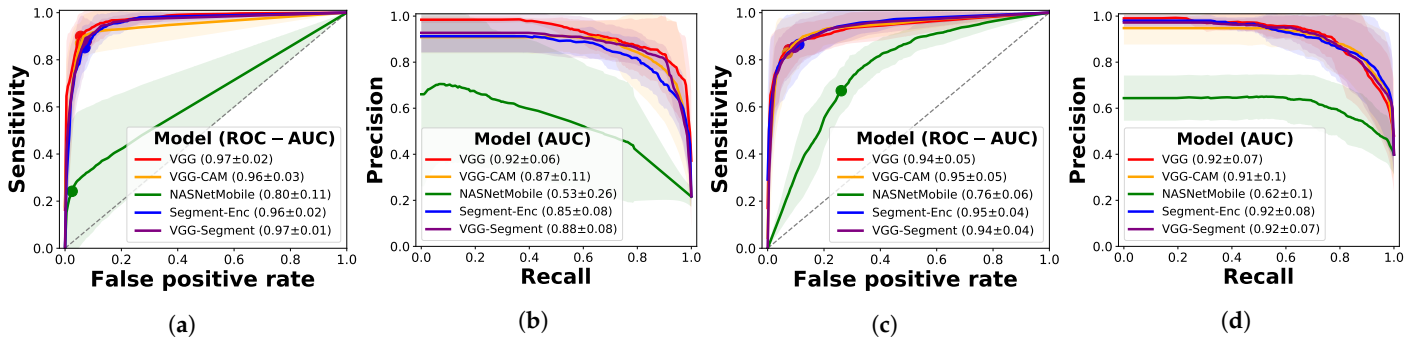 Sensitivity
1.0
0.8
0.6
0.4
0.2
0.0
0.0 0.2 0.4 0.6 0.8 1.0
False positive rate
Model (ROC − AUC)
VGG (0.97±0.02)
VGG-CAM (0.96±0.03)
NASNetMobile (0.80±0.11)
Segment-Enc (0.96±0.02)
VGG-Segment (0.97±0.01)
(a)
Precision
1.0
0.8
0.6
0.4
0.2
0.0
0.0 0.2 0.4 0.6 0.8 1.0
Recall
Model (AUC)
VGG (0.92±0.06)
VGG-CAM (0.87±0.11)
NASNetMobile (0.53±0.26)
Segment-Enc (0.85±0.08)
VGG-Segment (0.88±0.08)
(b)
Sensitivity
1.0
0.8
0.6
0.4
0.2
0.0
0.0 0.2 0.4 0.6 0.8 1.0
False positive rate
Model (ROC − AUC)
VGG (0.94±0.05)
VGG-CAM (0.95±0.05)
NASNetMobile (0.76±0.06)
Segment-Enc (0.95±0.04)
VGG-Segment (0.94±0.04)
(c)
Precision
1.0
0.8
0.6
0.4
0.2
0.0
0.0 0.2 0.4 0.6 0.8 1.0
Recall
Model (AUC)
VGG (0.92±0.07)
VGG-CAM (0.91±0.1)
NASNetMobile (0.62±0.1)
Segment-Enc (0.92±0.08)
VGG-Segment (0.92±0.07)
(d)